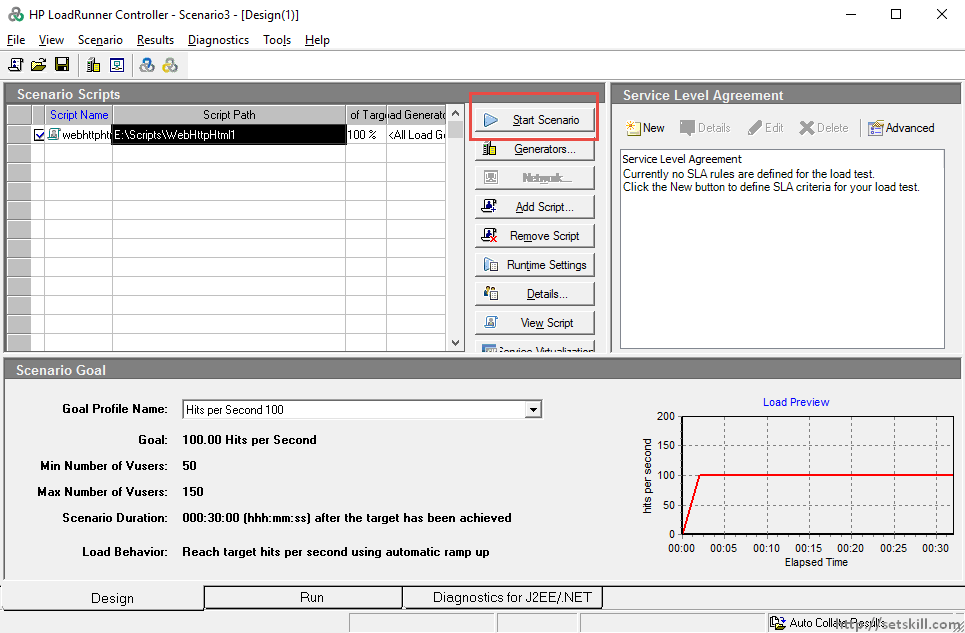 HP LoadRunner Controller - Scenario3 - [Design(1)]
File View Scenario Results Diagnostics Tools Help
Scenario Scripts
Script Name Script Path of Targ ad Generato
webhttpht E:\Scripts\WebHttpHtml1 100 % <All Load Ge
Start Scenario
Generators...
Network...
Add Script...
Remove Script
Runtime Settings
Details...
View Script
Service Virtualization
Service Level Agreement
New Details Edit Delete Advanced
Service Level Agreement
Currently no SLA rules are defined for the load test.
Click the New button to define SLA criteria for your load test.
Scenario Goal
Goal Profile Name: Hits per Second 100
Goal: 100.00 Hits per Second
Min Number of Vusers: 50
Max Number of Vusers: 150
Scenario Duration: 000:30:00 (hhh:mm:ss) after the target has been achieved
Load Behavior: Reach target hits per second using automatic ramp up
Load Preview
hits per second
200
150
100
50
0
00:00 00:05 00:10 00:15 00:20 00:25 00:30
Elapsed Time
Design Run Diagnostics for J2EE/.NET
Auto Collate Results
http://setskill.com/